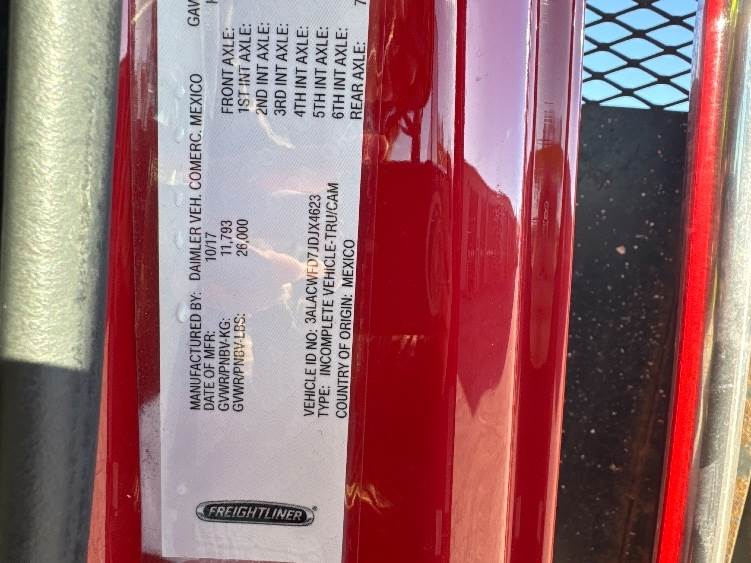 MANUFACTURED BY: DAIMLER VEH. COMERC. MEXICO GAW
DATE OF MFR: 10/17
GVWR/PNBV-KG: 11,793 FRONT AXLE:
GVWR/PNBV-LBS: 26,000 1ST INT AXLE:
2ND INT AXLE:
3RD INT AXLE:
4TH INT AXLE:
VEHICLE ID NO: 3ALACWFD7JDJX4623 5TH INT AXLE:
TYPE: INCOMPLETE VEHICLE-TRU/CAM 6TH INT AXLE:
COUNTRY OF ORIGIN: MEXICO REAR AXLE: 7
FREIGHTLINER®